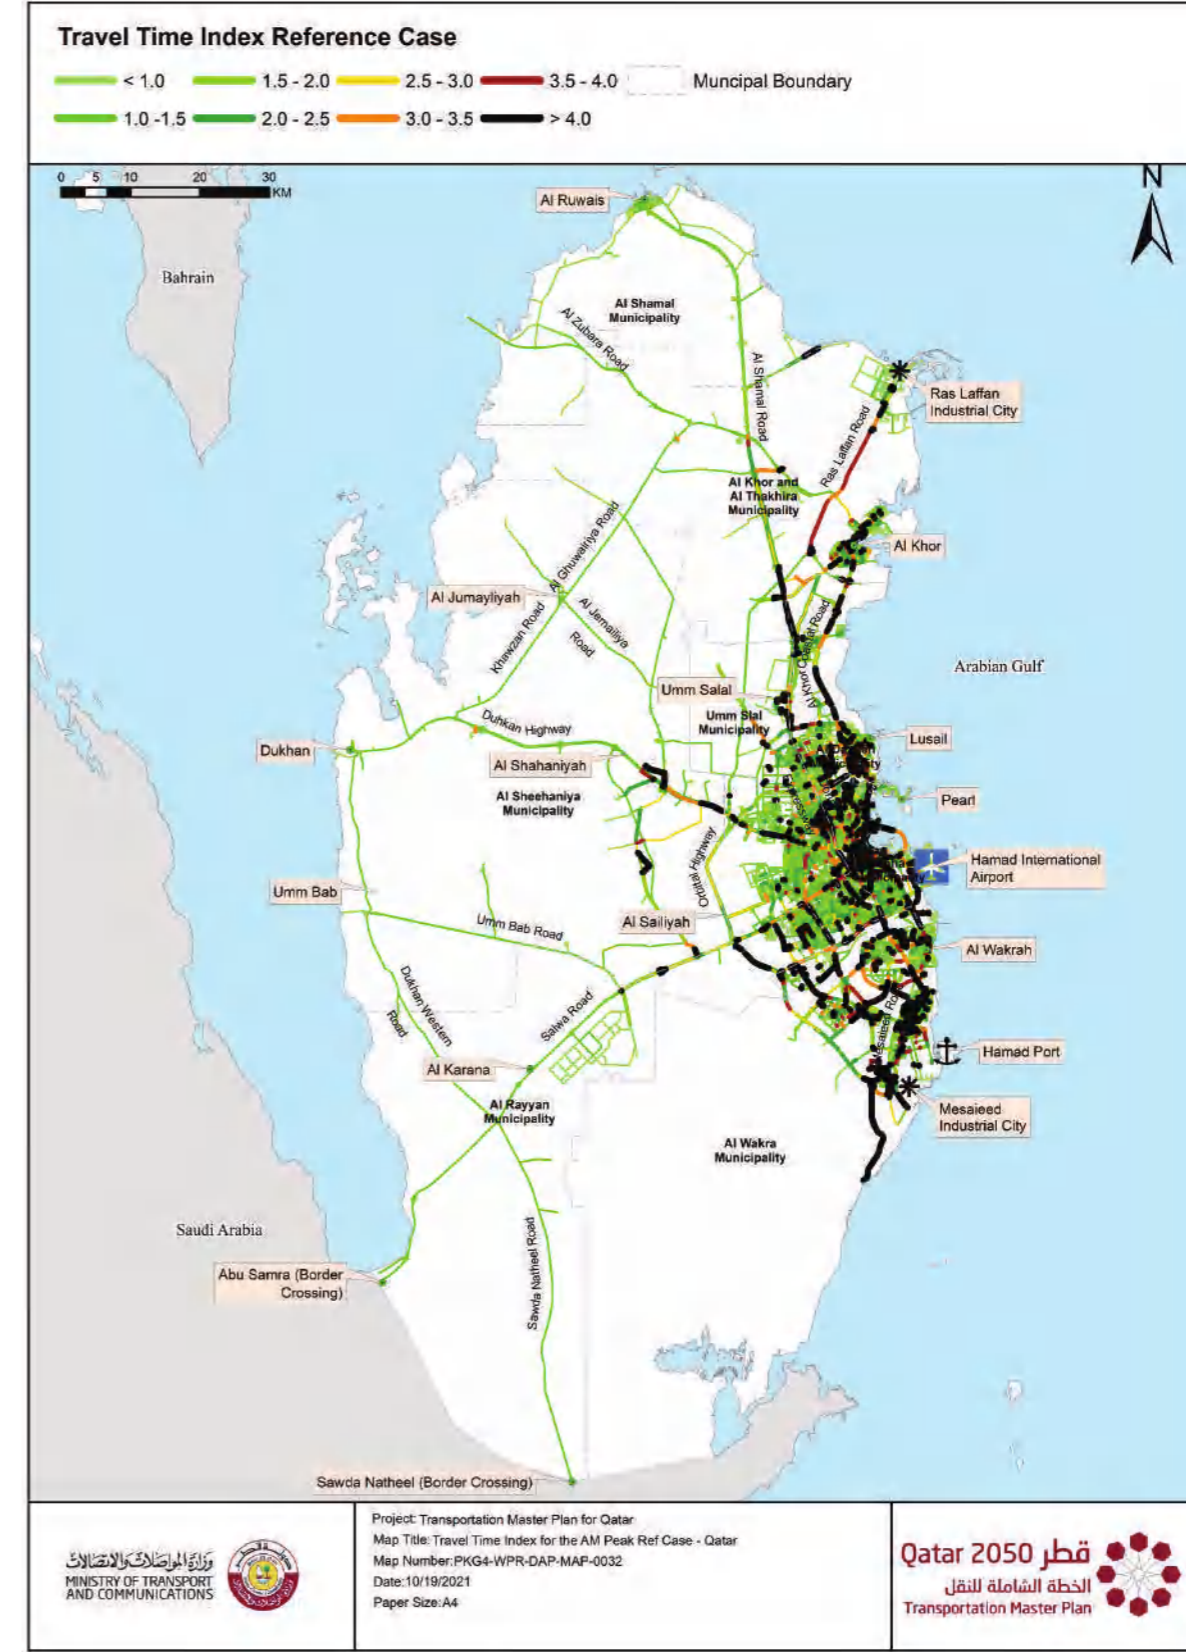 Travel Time Index Reference Case
< 1.0
1.5 - 2.0
2.5 - 3.0
3.5 - 4.0
Muncipal Boundary
1.0 -1.5
2.0 - 2.5
3.0 - 3.5
> 4.0
0 5 10 20 30
KM
N
Al Ruwais
Bahrain
Al Shamal
Municipality
Al Zubara Road
Al Shamal Road
Ras Laffan
Industrial City
Ras Laffan Road
Al Khor and
Al Thakhira
Municipality
Al Khor
Al Ghuwairiya Road
Al Jumayliyah
Al Jemailiya
Road
Khawzan Road
Al Khor Coastal Road
Arabian Gulf
Umm Salal
Umm Slal
Municipality
Duhkan Highway
Lusail
Dukhan
Al Shahaniyah
Al Sheehaniya
Municipality
Pearl
Orbital Highway
Hamad International
Airport
Umm Bab
Umm Bab Road
Al Sailiyah
Al Wakrah
Dukhan Western
Road
Salwa Road
Mesaieed Road
Hamad Port
Al Karana
Al Rayyan
Municipality
Mesaieed
Industrial City
Al Wakra
Municipality
Saudi Arabia
Sawda Natheel Road
Abu Samra (Border
Crossing)
Sawda Natheel (Border Crossing)
وزارة المواصلات والاتصالات
MINISTRY OF TRANSPORT
AND COMMUNICATIONS
Project: Transportation Master Plan for Qatar
Map Title: Travel Time Index for the AM Peak Ref Case - Qatar
Map Number:PKG4-WPR-DAP-MAP-0032
Date:10/19/2021
Paper Size:A4
Qatar 2050 قطر
الخطة الشاملة للنقل
Transportation Master Plan